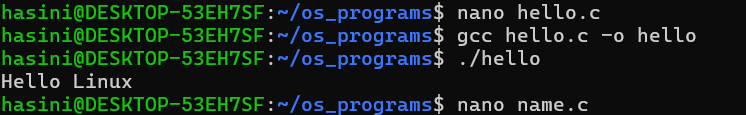 hasini@DESKTOP-53EH7SF:~/os_programs$ nano hello.c
hasini@DESKTOP-53EH7SF:~/os_programs$ gcc hello.c -o hello
hasini@DESKTOP-53EH7SF:~/os_programs$ ./hello
Hello Linux
hasini@DESKTOP-53EH7SF:~/os_programs$ nano name.c